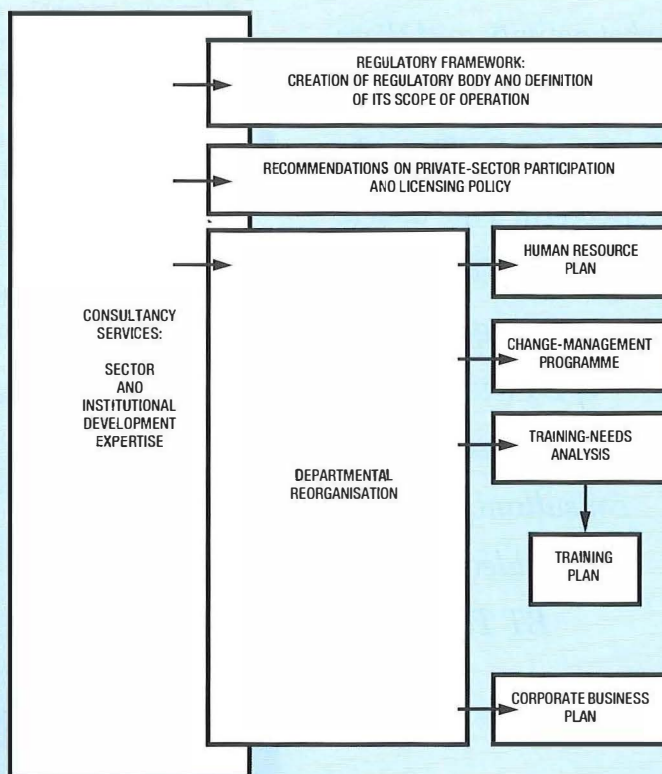 REGULATORY FRAMEWORK:
CREATION OF REGULATORY BODY AND DEFINITION
OF ITS SCOPE OF OPERATION
RECOMMENDATIONS ON PRIVATE-SECTOR PARTICIPATION
AND LICENSING POLICY
CONSULTANCY
SERVICES:
SECTOR
AND
INSTITUTIONAL
DEVELOPMENT
EXPERTISE
DEPARTMENTAL
REORGANISATION
HUMAN RESOURCE
PLAN
CHANGE-MANAGEMENT
PROGRAMME
TRAINING-NEEDS
ANALYSIS
TRAINING
PLAN
CORPORATE BUSINESS
PLAN